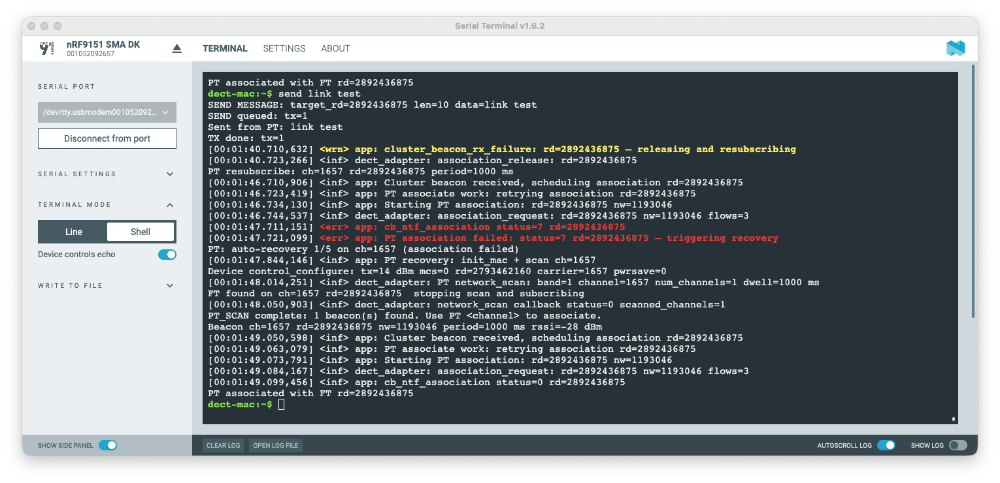 Serial Terminal v1.6.2
nRF9151 SMA DK
001052092657
TERMINAL SETTINGS ABOUT
SERIAL PORT
/dev/tty.usbmodem001052092...
Disconnect from port
SERIAL SETTINGS
TERMINAL MODE
Line Shell
Device controls echo
WRITE TO FILE
PT associated with FT rd=2892436875
dect-mac:~$ send link test
SEND MESSAGE: target_rd=2892436875 len=10 data=link test
SEND queued: tx=1
Sent from PT: link test
TX done: tx=1
[00:01:40.710,632] <wrn> app: cluster_beacon_rx_failure: rd=2892436875 — releasing and resubscribing
[00:01:40.723,266] <inf> dect_adapter: association_release: rd=2892436875
PT resubscribe: ch=1657 rd=2892436875 period=1000 ms
[00:01:46.710,906] <inf> app: Cluster beacon received, scheduling association rd=2892436875
[00:01:46.723,419] <inf> app: PT associate work: retrying association rd=2892436875
[00:01:46.734,130] <inf> app: Starting PT association: rd=2892436875 nw=1193046
[00:01:46.744,537] <inf> dect_adapter: association_request: rd=2892436875 nw=1193046 flows=3
[00:01:47.711,151] <err> app: cb_ntf_association status=7 rd=2892436875
[00:01:47.721,099] <err> app: PT association failed: status=7 rd=2892436875 — triggering recovery
PT: auto-recovery 1/5 on ch=1657 (association failed)
[00:01:47.844,146] <inf> app: PT recovery: init_mac + scan ch=1657
Device control_configure: tx=14 dBm mcs=0 rd=2793462160 carrier=1657 pwrsave=0
[00:01:48.014,251] <inf> dect_adapter: PT network_scan: band=1 channel=1657 num_channels=1 dwell=1000 ms
FT found on ch=1657 rd=2892436875  stopping scan and subscribing
[00:01:48.050,903] <inf> dect_adapter: network_scan callback status=0 scanned_channels=1
PT_SCAN complete: 1 beacon(s) found. Use PT <channel> to associate.
Beacon ch=1657 rd=2892436875 nw=1193046 period=1000 ms rssi=-28 dBm
[00:01:49.050,598] <inf> app: Cluster beacon received, scheduling association rd=2892436875
[00:01:49.063,079] <inf> app: PT associate work: retrying association rd=2892436875
[00:01:49.073,791] <inf> app: Starting PT association: rd=2892436875 nw=1193046
[00:01:49.084,167] <inf> dect_adapter: association_request: rd=2892436875 nw=1193046 flows=3
[00:01:49.099,456] <inf> app: cb_ntf_association status=0 rd=2892436875
PT associated with FT rd=2892436875
dect-mac:~$
SHOW SIDE PANEL
CLEAR LOG OPEN LOG FILE
AUTOSCROLL LOG SHOW LOG